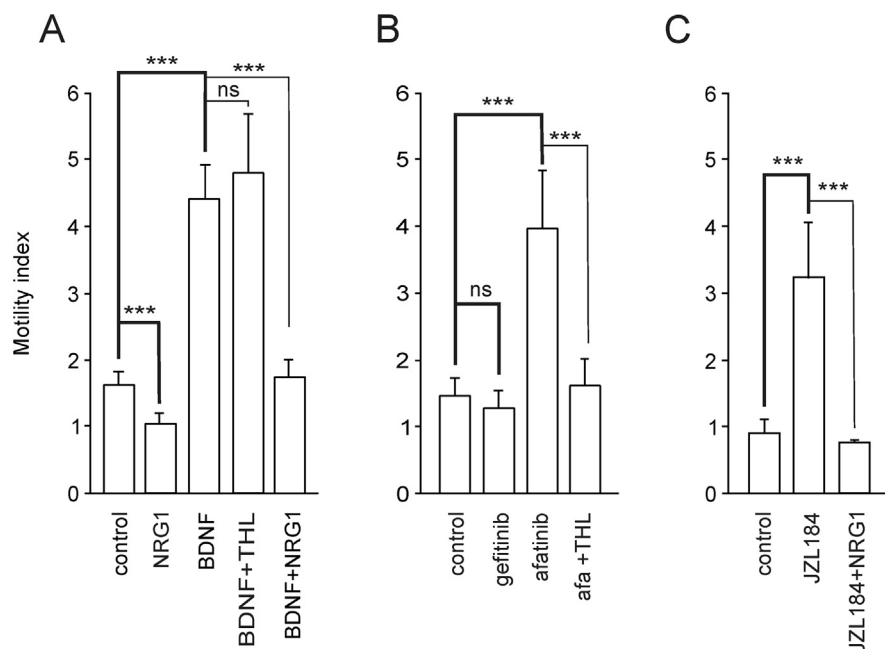 A
Motility index
6
5
4
3
2
1
0
***
***
ns
***
control
NRG1
BDNF
BDNF+THL
BDNF+NRG1
B
6
5
4
3
2
1
0
***
***
ns
control
gefitinib
afatinib
afa +THL
C
6
5
4
3
2
1
0
***
***
control
JZL184
JZL184+NRG1